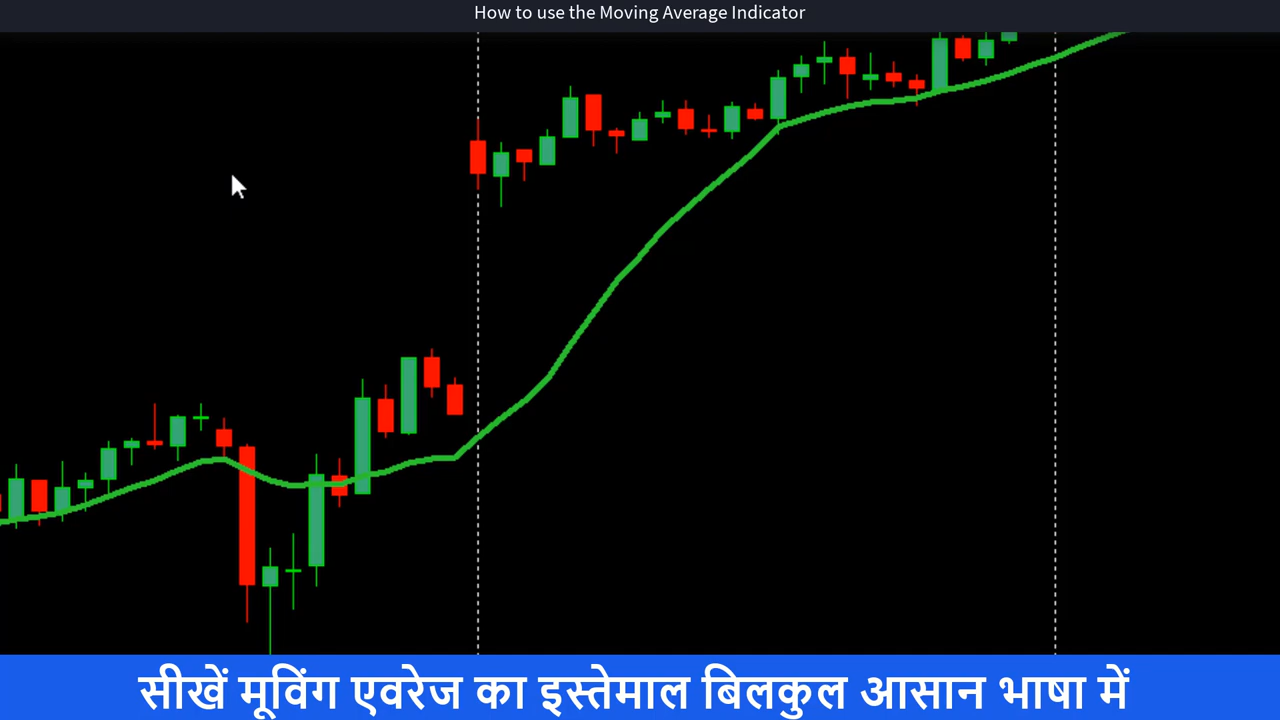 How to use the Moving Average Indicator
सीखें मूविंग एवरेज का इस्तेमाल बिलकुल आसान भाषा में